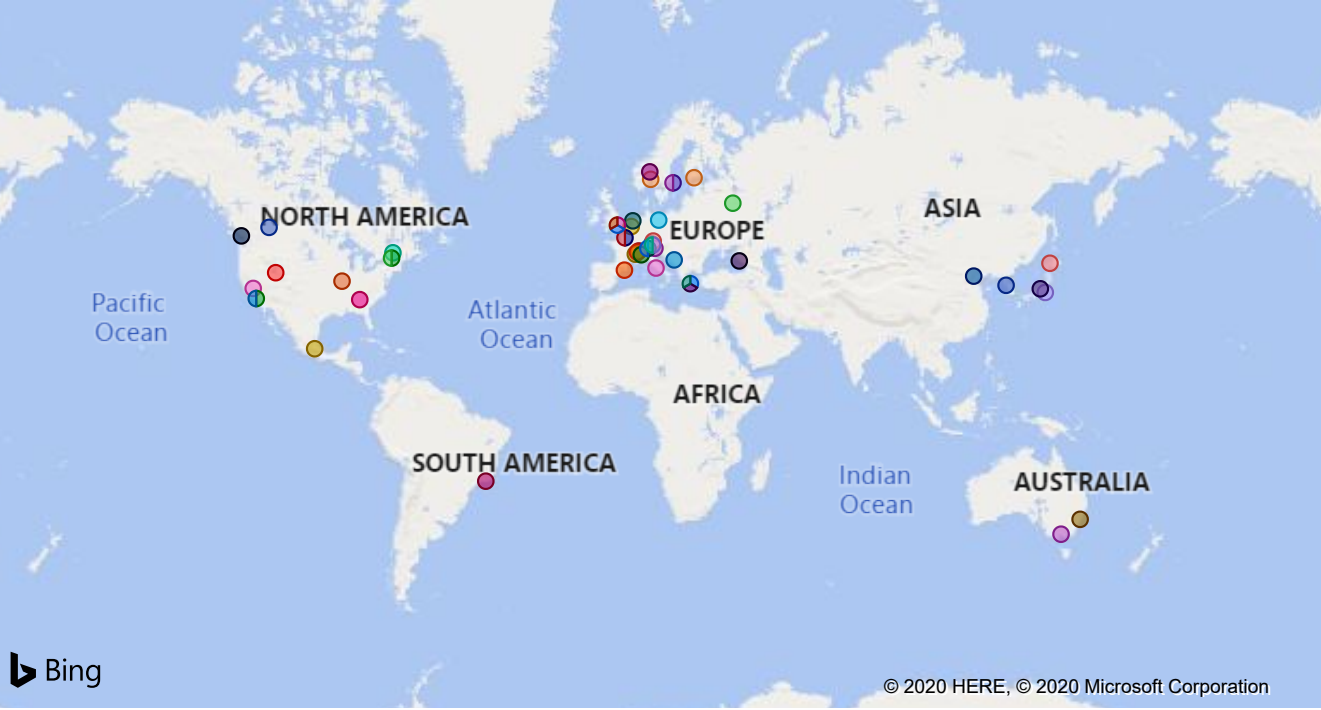 NORTH AMERICA
ASIA
EUROPE
Pacific
Ocean
Atlantic
Ocean
AFRICA
SOUTH AMERICA
Indian
Ocean
AUSTRALIA
Bing
© 2020 HERE, © 2020 Microsoft Corporation